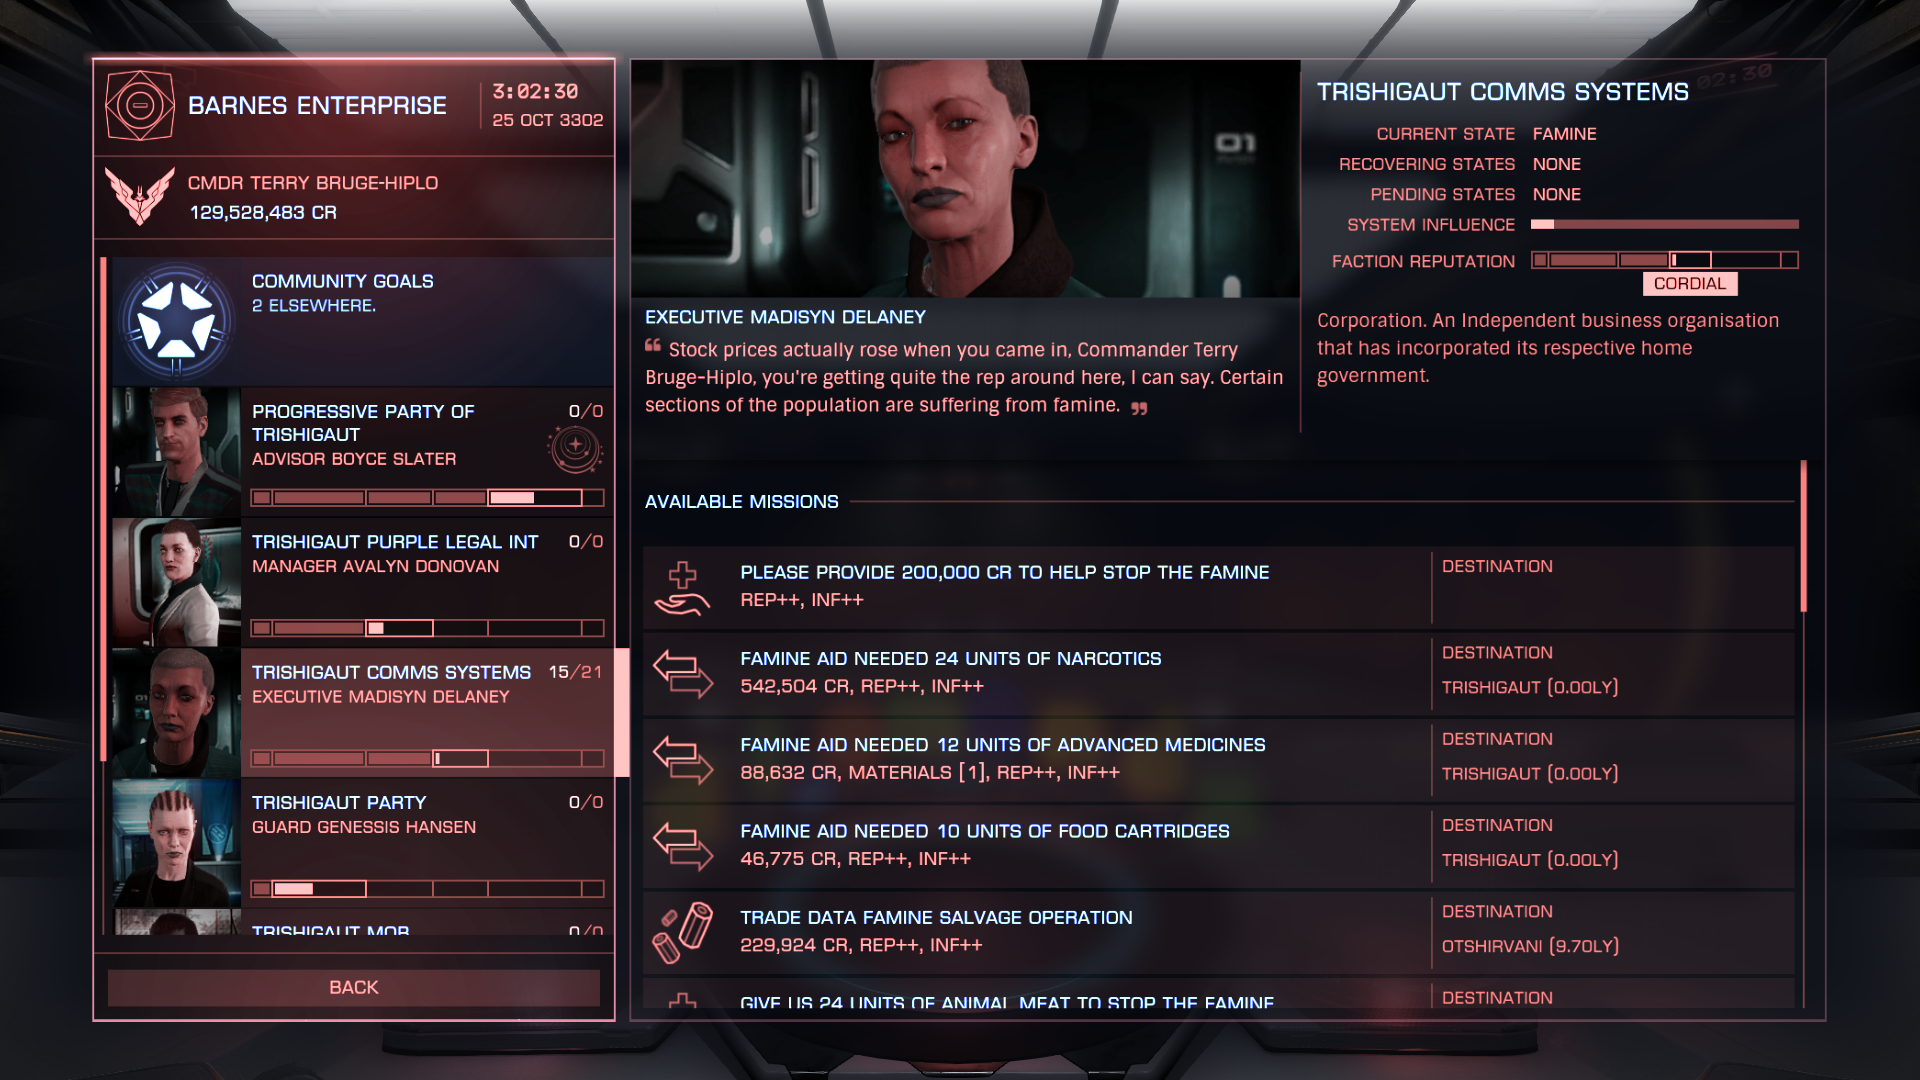 BARNES ENTERPRISE
3:02:30
25 OCT 3302
CMDR TERRY BRUGE-HIPLO
129,528,483 CR
COMMUNITY GOALS
2 ELSEWHERE.
PROGRESSIVE PARTY OF
TRISHIGAUT
0/0
ADVISOR BOYCE SLATER
TRISHIGAUT PURPLE LEGAL INT 0/0
MANAGER AVALYN DONOVAN
TRISHIGAUT COMMS SYSTEMS 15/21
EXECUTIVE MADISYN DELANEY
TRISHIGAUT PARTY 0/0
GUARD GENESSIS HANSEN
TRISHIGAUT MOB 0/0
BACK
01
EXECUTIVE MADISYN DELANEY
“ Stock prices actually rose when you came in, Commander Terry
Bruge-Hiplo, you're getting quite the rep around here, I can say. Certain
sections of the population are suffering from famine. ”
TRISHIGAUT COMMS SYSTEMS
02:30
CURRENT STATE FAMINE
RECOVERING STATES NONE
PENDING STATES NONE
SYSTEM INFLUENCE
FACTION REPUTATION
CORDIAL
Corporation. An Independent business organisation
that has incorporated its respective home
government.
AVAILABLE MISSIONS
PLEASE PROVIDE 200,000 CR TO HELP STOP THE FAMINE
REP++, INF++
DESTINATION
FAMINE AID NEEDED 24 UNITS OF NARCOTICS
542,504 CR, REP++, INF++
DESTINATION
TRISHIGAUT (0.00LY)
FAMINE AID NEEDED 12 UNITS OF ADVANCED MEDICINES
88,632 CR, MATERIALS [1], REP++, INF++
DESTINATION
TRISHIGAUT (0.00LY)
FAMINE AID NEEDED 10 UNITS OF FOOD CARTRIDGES
46,775 CR, REP++, INF++
DESTINATION
TRISHIGAUT (0.00LY)
TRADE DATA FAMINE SALVAGE OPERATION
229,924 CR, REP++, INF++
DESTINATION
OTSHIRVANI (9.70LY)
GIVE US 24 UNITS OF ANIMAL MEAT TO STOP THE FAMINE
DESTINATION